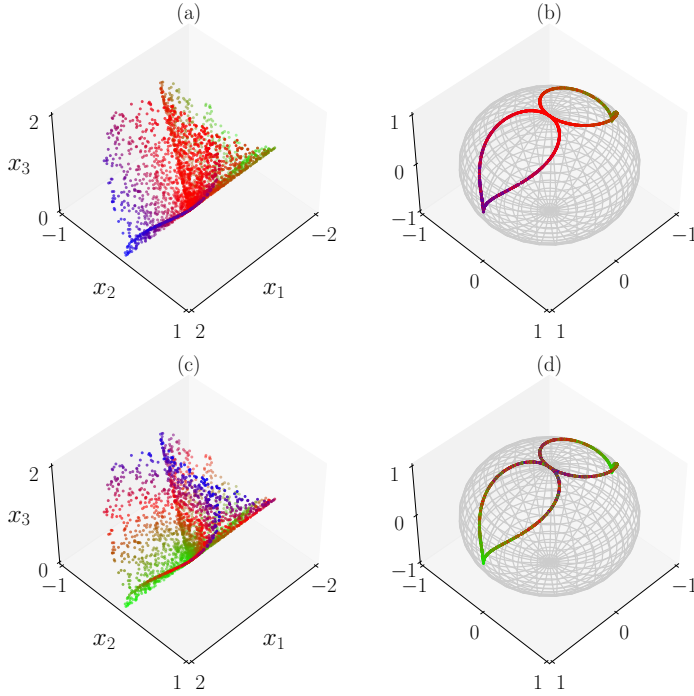 (a) (b)
2 1
x₃ 0
0 −1
−1 −2 −1 −1
x₂ x₁ 0 0
1 2 1 1
(c) (d)
2 1
x₃ 0
0 −1
−1 −2 −1 −1
x₂ x₁ 0 0
1 2 1 1